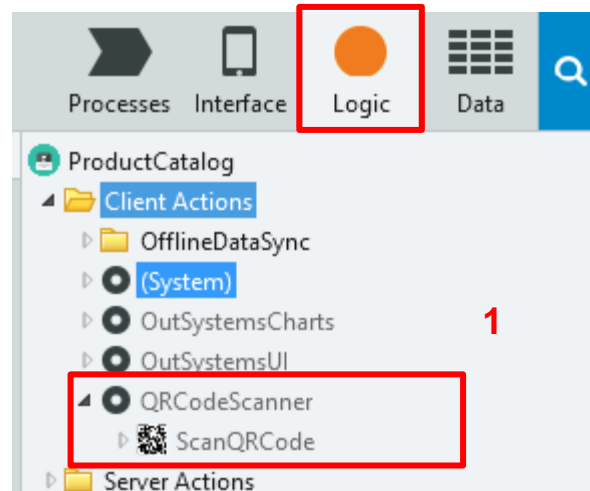 Processes Interface Logic Data
ProductCatalog
Client Actions
OfflineDataSync
(System)
OutSystemsCharts
1
OutSystemsUI
QRCodeScanner
ScanQRCode
Server Actions